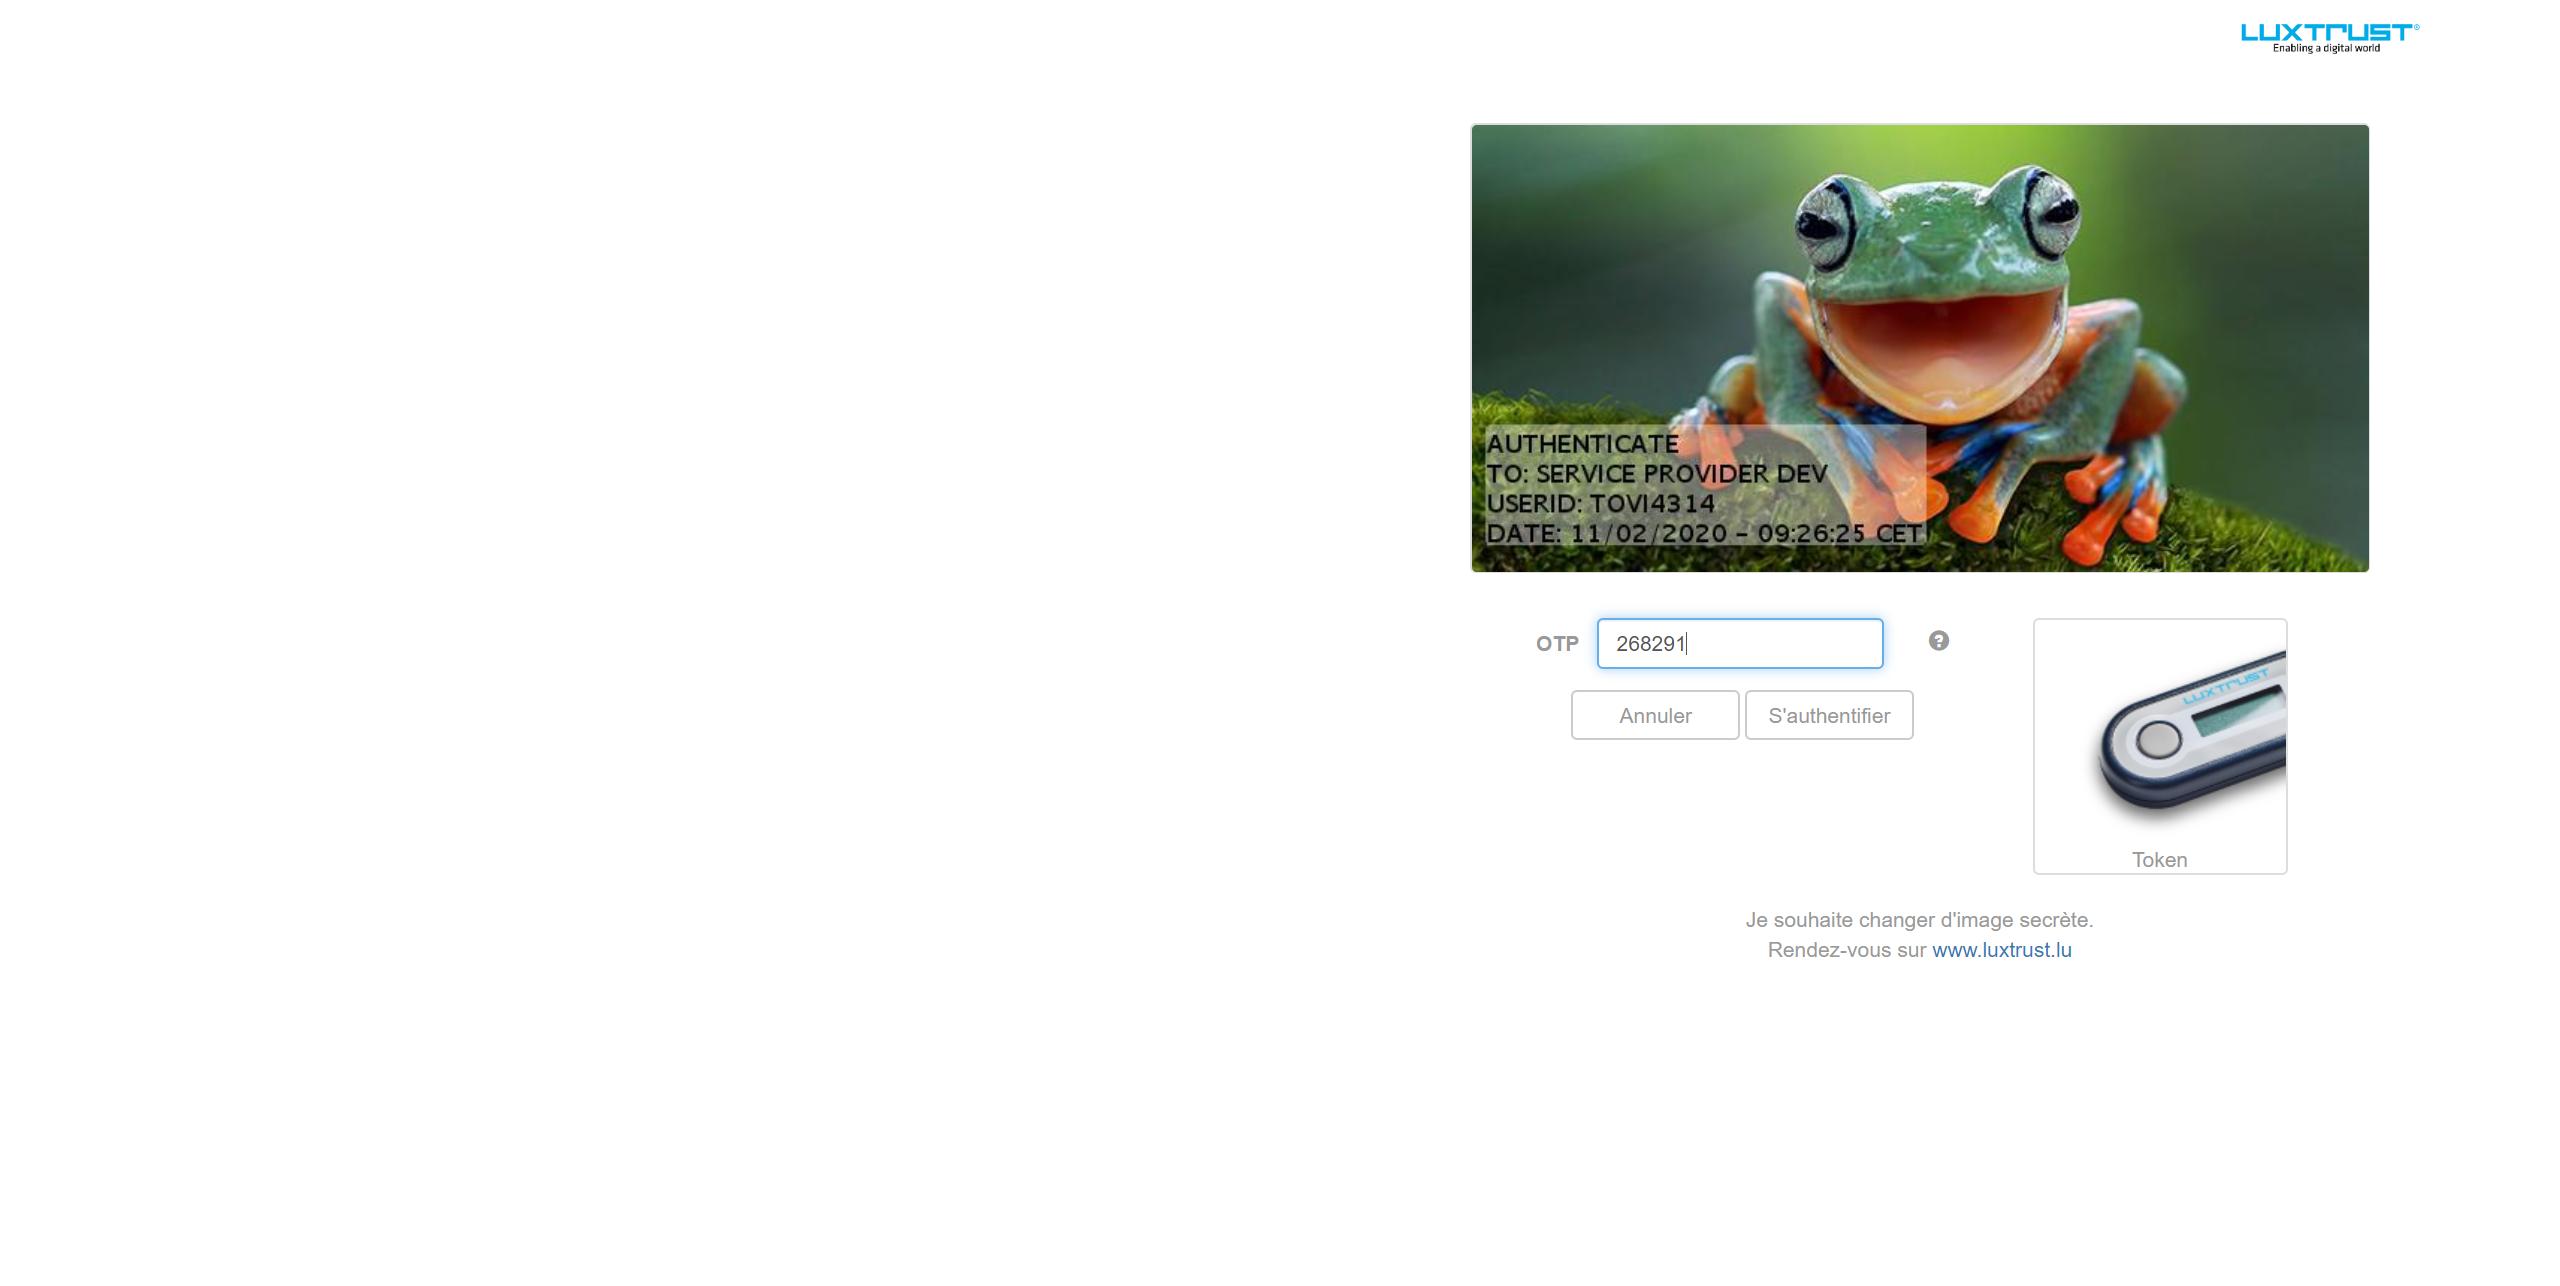 LUXTRUST®
Enabling a digital world
AUTHENTICATE
TO: SERVICE PROVIDER DEV
USERID: TOVI4314
DATE: 11/02/2020 - 09:26:25 CET
OTP
268291
Annuler
S'authentifier
LUXTRUST
Token
Je souhaite changer d'image secrète.
Rendez-vous sur www.luxtrust.lu